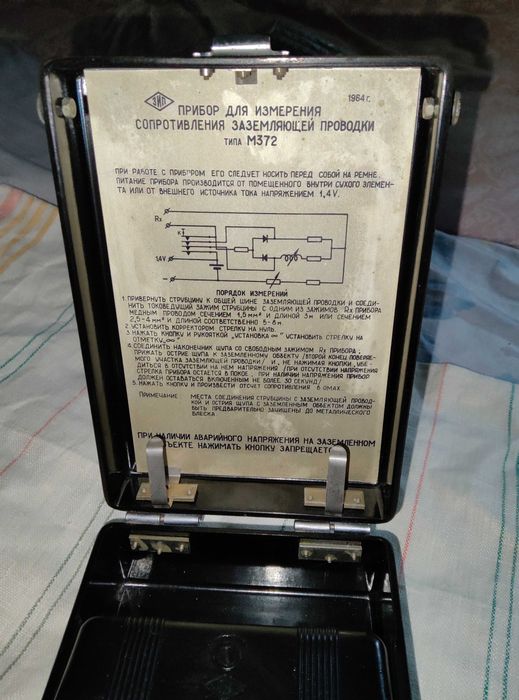 ЗИП
1964 г.
ПРИБОР ДЛЯ ИЗМЕРЕНИЯ
СОПРОТИВЛЕНИЯ ЗАЗЕМЛЯЮЩЕЙ ПРОВОДКИ
ТИПА М372
ПРИ РАБОТЕ С ПРИБОРОМ ЕГО СЛЕДУЕТ НОСИТЬ ПЕРЕД СОБОЙ НА РЕМНЕ.
ПИТАНИЕ ПРИБОРА ПРОИЗВОДИТСЯ ОТ ПОМЕЩЕННОГО ВНУТРИ СУХОГО ЭЛЕМЕН-
ТА ИЛИ ОТ ВНЕШНЕГО ИСТОЧНИКА ТОКА НАПРЯЖЕНИЕМ 1,4 V.
Rx
К
1,4V
ПОРЯДОК ИЗМЕРЕНИЙ
1. ПРИВЕРНУТЬ СТРУБЦИНУ К ОБЩЕЙ ШИНЕ ЗАЗЕМЛЯЮЩЕЙ ПРОВОДКИ И СОЕДИ-
НИТЬ ТОКОВЕДУЩИЙ ЗАЖИМ СТРУБЦИНЫ С ОДНИМ ИЗ ЗАЖИМОВ Rx ПРИБОРА
МЕДНЫМ ПРОВОДОМ СЕЧЕНИЕМ 1,5 мм² И ДЛИНОЙ 3м ИЛИ СЕЧЕНИЕМ
2,5-4 мм² И ДЛИНОЙ СООТВЕТСТВЕННО 5-8м
2. УСТАНОВИТЬ КОРРЕКТОРОМ СТРЕЛКУ НА НУЛЬ.
3. НАЖАТЬ КНОПКУ И РУКОЯТКОЙ „УСТАНОВКА ∞" УСТАНОВИТЬ СТРЕЛКУ НА
ОТМЕТКУ „∞"
4. СОЕДИНИТЬ НАКОНЕЧНИК ЩУПА СО СВОБОДНЫМ ЗАЖИМОМ Rx ПРИБОРА;
ПРИЖАТЬ ОСТРИЕ ЩУПА К ЗАЗЕМЛЕННОМУ ОБЪЕКТУ /ВТОРОЙ КОНЕЦ ПОВЕРЯЕ-
МОГО УЧАСТКА ЗАЗЕМЛЯЮЩЕЙ ПРОВОДКИ/ И, НЕ НАЖИМАЯ КНОПКИ, УБЕ-
ДИТЬСЯ В ОТСУТСТВИИ НА НЕМ НАПРЯЖЕНИЯ /ПРИ ОТСУТСТВИИ НАПРЯЖЕНИЯ
СТРЕЛКА ПРИБОРА ОСТАЕТСЯ В ПОКОЕ, ПРИ НАЛИЧИИ НАПРЯЖЕНИЯ ПРИБОР
ДОЛЖЕН ОСТАВАТЬСЯ ВКЛЮЧЕННЫМ НЕ БОЛЕЕ 30 СЕКУНД/
5. НАЖАТЬ КНОПКУ И ПРОИЗВЕСТИ ОТСЧЕТ СОПРОТИВЛЕНИЯ В ОМАХ.
ПРИМЕЧАНИЕ МЕСТА СОЕДИНЕНИЯ СТРУБЦИНЫ С ЗАЗЕМЛЯЮЩЕЙ ПРОВОД-
КОЙ И ОСТРИЯ ЩУПА С ЗАЗЕМЛЕННЫМ ОБЪЕКТОМ ДОЛЖНЫ
БЫТЬ ПРЕДВАРИТЕЛЬНО ЗАЧИЩЕНЫ ДО МЕТАЛЛИЧЕСКОГО
БЛЕСКА
ПРИ НАЛИЧИИ АВАРИЙНОГО НАПРЯЖЕНИЯ НА ЗАЗЕМЛЕННОМ
ОБЪЕКТЕ НАЖИМАТЬ КНОПКУ ЗАПРЕЩАЕТСЯ